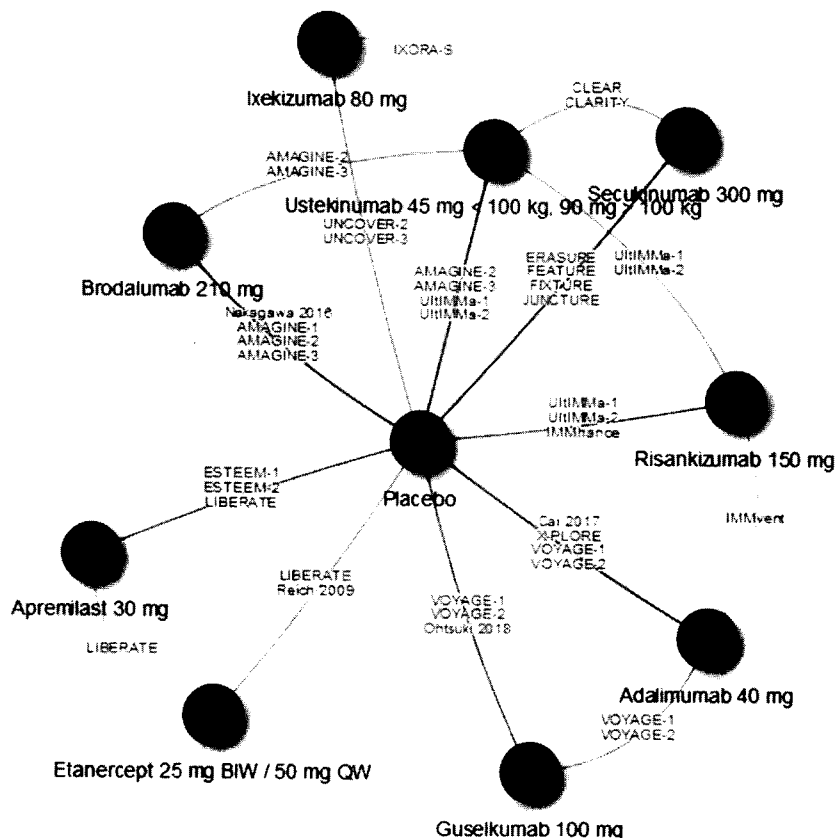 IXORA-S
Ixekizumab 80 mg
CLEAR
CLARITY
AMAGINE-2
AMAGINE-3
Secukinumab 300 mg
Ustekinumab 45 mg < 100 kg, 90 mg > 100 kg
UNCOVER-2
UNCOVER-3
Brodalumab 210 mg
ERASURE
FEATURE
FIXTURE
JUNCTURE
UltIMMa-1
UltIMMa-2
AMAGINE-2
AMAGINE-3
UltIMMa-1
UltIMMa-2
Nakagawa 2016
AMAGINE-1
AMAGINE-2
AMAGINE-3
UltIMMa-1
UltIMMa-2
IMMhance
Risankizumab 150 mg
Placebo
ESTEEM-1
ESTEEM-2
LIBERATE
IMMvent
Cai 2017
X-PLORE
VOYAGE-1
VOYAGE-2
LIBERATE
Reich 2009
VOYAGE-1
VOYAGE-2
Ohtsuki 2018
Apremilast 30 mg
LIBERATE
Adalimumab 40 mg
VOYAGE-1
VOYAGE-2
Etanercept 25 mg BIW / 50 mg QW
Guselkumab 100 mg